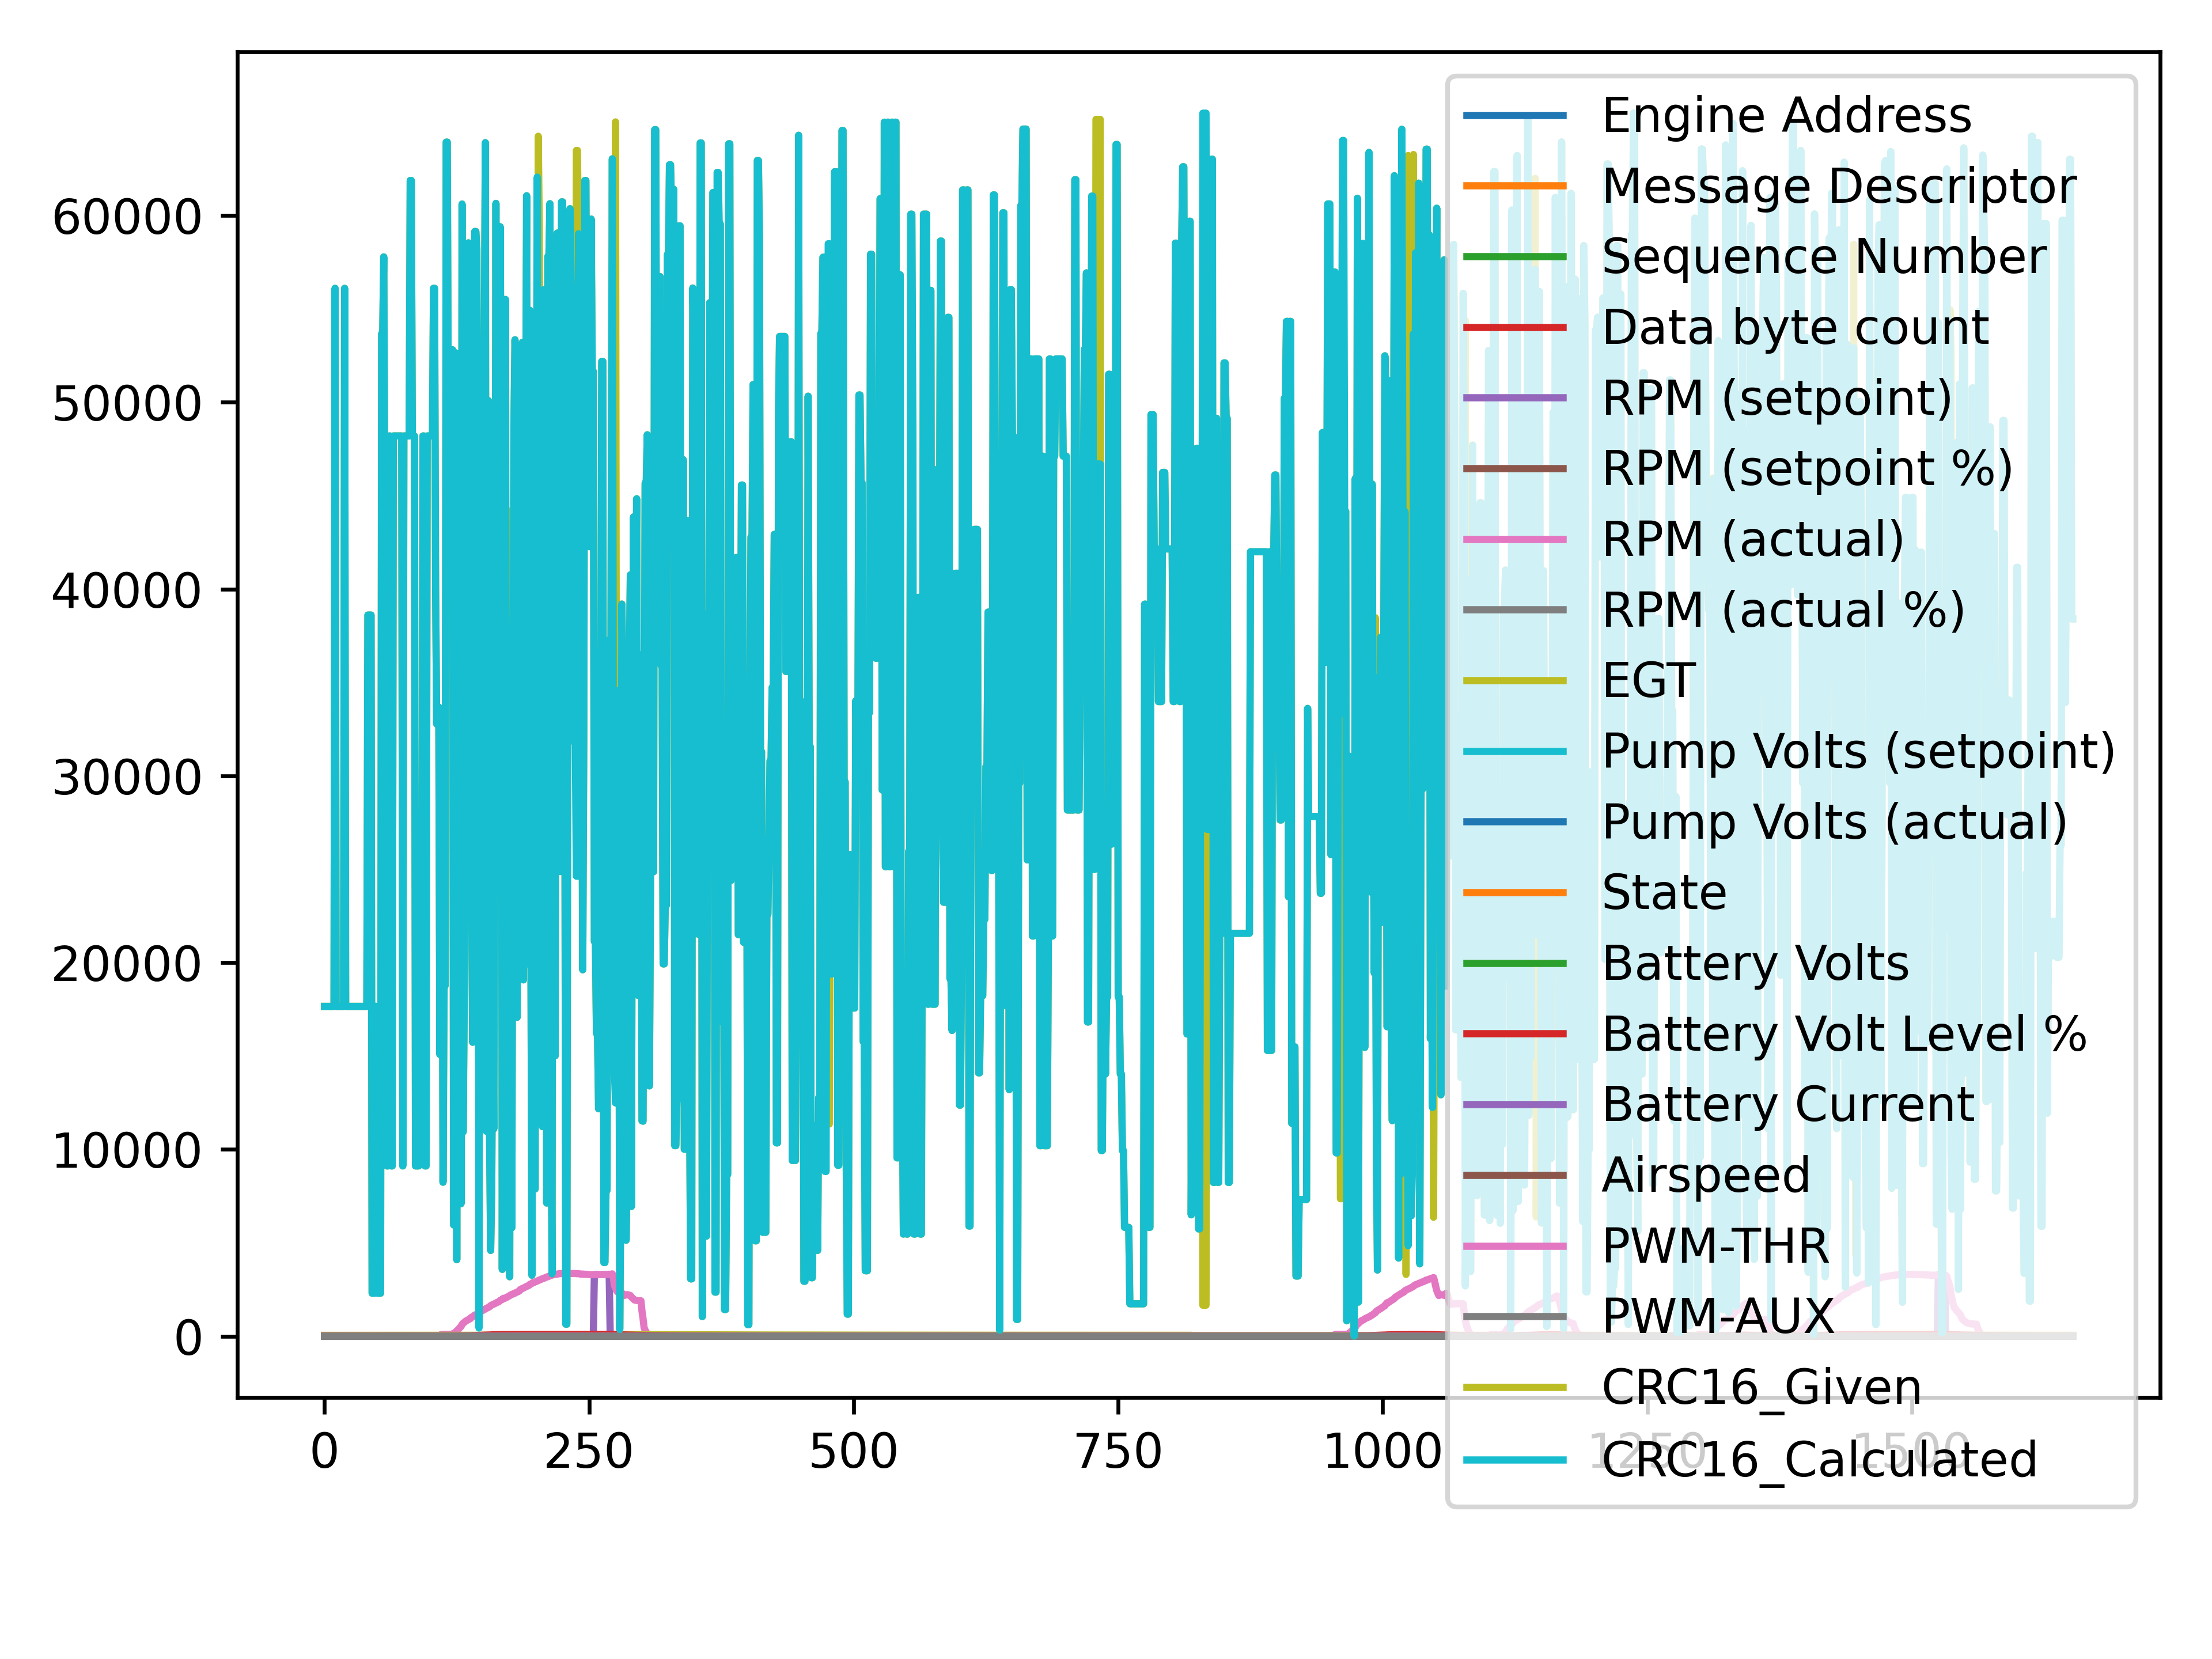 60000
50000
40000
30000
20000
10000
0
0 250 500 750 1000 1250 1500
Engine Address
Message Descriptor
Sequence Number
Data byte count
RPM (setpoint)
RPM (setpoint %)
RPM (actual)
RPM (actual %)
EGT
Pump Volts (setpoint)
Pump Volts (actual)
State
Battery Volts
Battery Volt Level %
Battery Current
Airspeed
PWM-THR
PWM-AUX
CRC16_Given
CRC16_Calculated